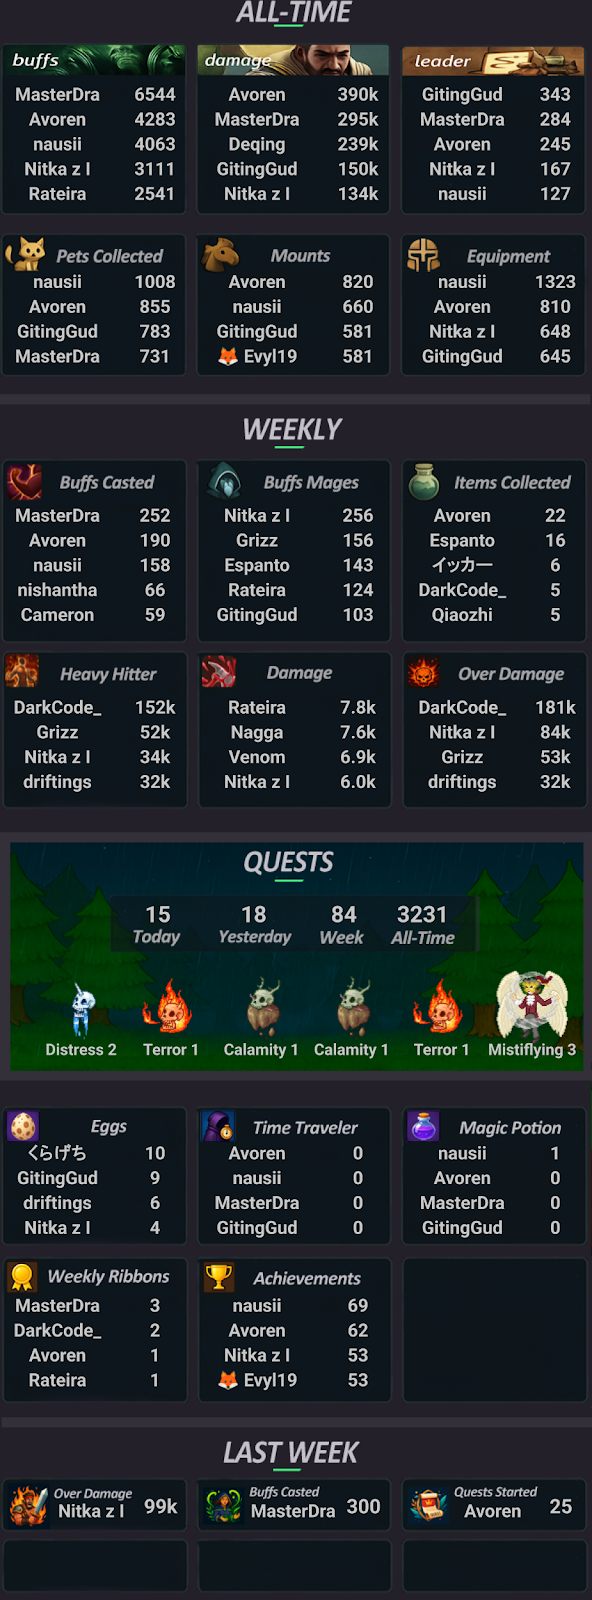 ALL-TIME
buffs
MasterDra 6544
Avoren 4283
nausii 4063
Nitka z l 3111
Rateira 2541
damage
Avoren 390k
MasterDra 295k
Deqing 239k
GitingGud 150k
Nitka z l 134k
leader
GitingGud 343
MasterDra 284
Avoren 245
Nitka z l 167
nausii 127
Pets Collected
nausii 1008
Avoren 855
GitingGud 783
MasterDra 731
Mounts
Avoren 820
nausii 660
GitingGud 581
🦊 Evyl19 581
Equipment
nausii 1323
Avoren 810
Nitka z l 648
GitingGud 645
WEEKLY
Buffs Casted
MasterDra 252
Avoren 190
nausii 158
nishantha 66
Cameron 59
Buffs Mages
Nitka z l 256
Grizz 156
Espanto 143
Rateira 124
GitingGud 103
Items Collected
Avoren 22
Espanto 16
イッカー 6
DarkCode_ 5
Qiaozhi 5
Heavy Hitter
DarkCode_ 152k
Grizz 52k
Nitka z l 34k
driftings 32k
Damage
Rateira 7.8k
Nagga 7.6k
Venom 6.9k
Nitka z l 6.0k
Over Damage
DarkCode_ 181k
Nitka z l 84k
Grizz 53k
driftings 32k
QUESTS
15 18 84 3231
Today Yesterday Week All-Time
Distress 2 Terror 1 Calamity 1 Calamity 1 Terror 1 Mistiflying 3
Eggs
くらげち 10
GitingGud 9
driftings 6
Nitka z l 4
Time Traveler
Avoren 0
nausii 0
MasterDra 0
GitingGud 0
Magic Potion
nausii 1
Avoren 0
MasterDra 0
GitingGud 0
Weekly Ribbons
MasterDra 3
DarkCode_ 2
Avoren 1
Rateira 1
Achievements
nausii 69
Avoren 62
Nitka z l 53
🦊 Evyl19 53
LAST WEEK
Over Damage
Nitka z l 99k
Buffs Casted
MasterDra 300
Quests Started
Avoren 25